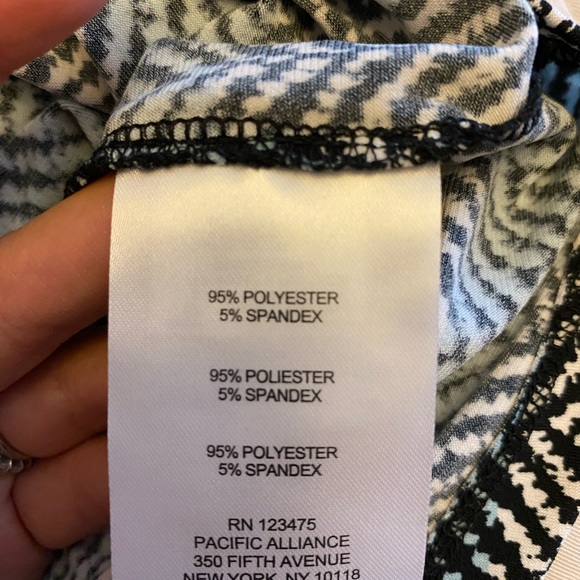 95% POLYESTER
5% SPANDEX
95% POLIESTER
5% SPANDEX
95% POLYESTER
5% SPANDEX
RN 123475
PACIFIC ALLIANCE
350 FIFTH AVENUE
NEW YORK, NY 10118